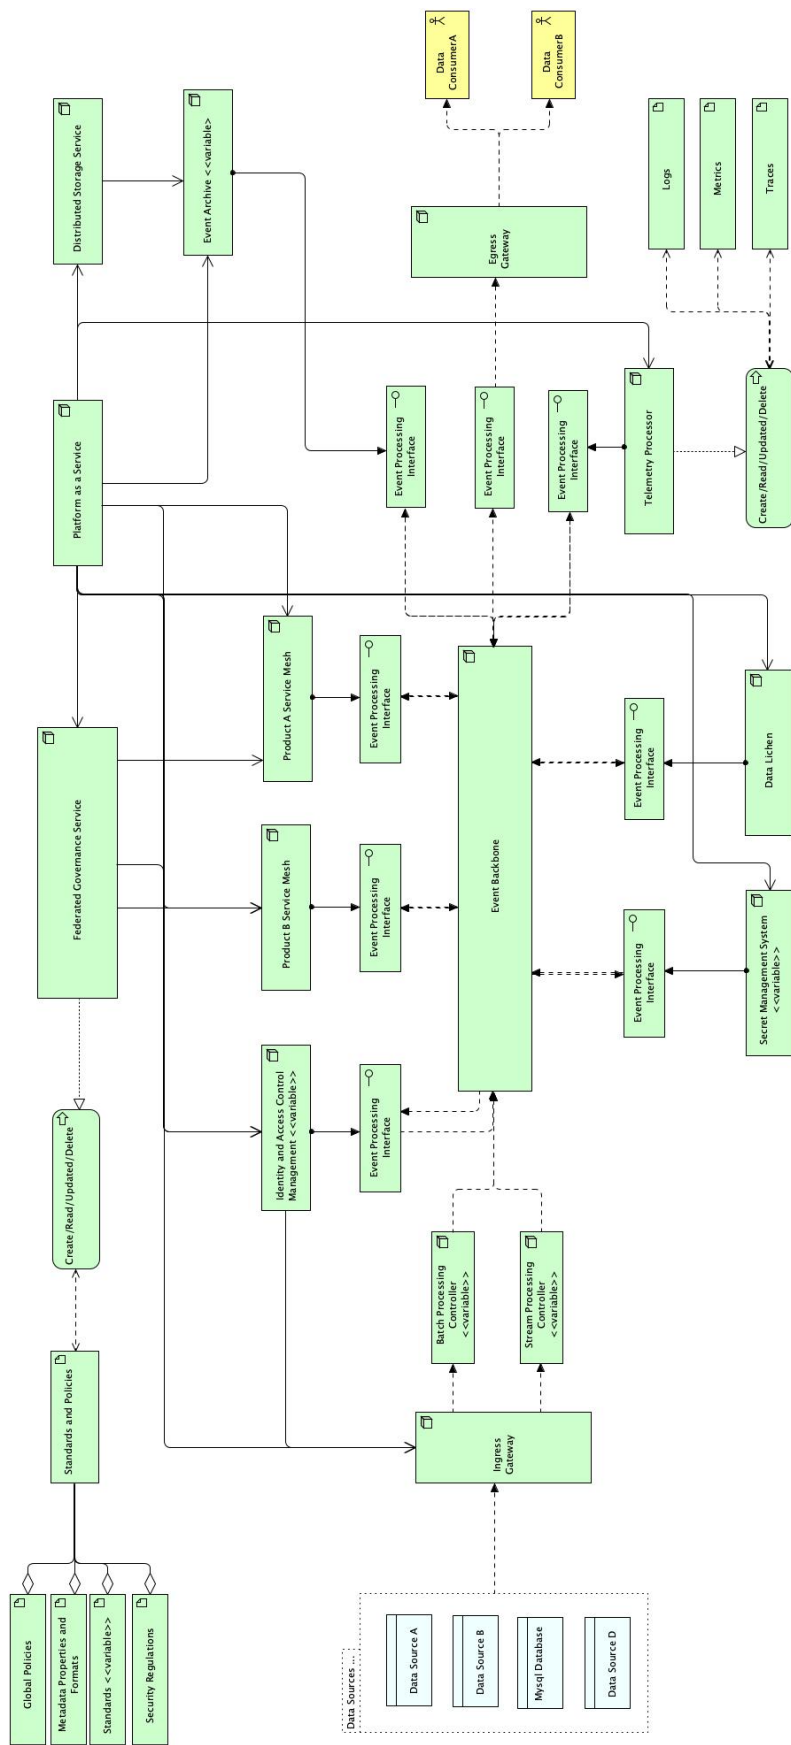 Global Policies
Metadata Properties and
Formats
Standards <<variable>>
Security Regulations
Standards and Policies
Create/Read/Updated/Delete
Federated Governance Service
Platform as a Service
Distributed Storage Service
Event Archive <<variable>
Identity and Access Control
Management <<variable>>
Product B Service Mesh
Product A Service Mesh
Event Processing
Interface
Event Processing
Interface
Event Processing
Interface
Event Processing
Interface
Event Processing
Interface
Event Processing
Interface
Data Sources ...
Data Source A
Data Source B
Mysql Database
Data Source D
Ingress
Gateway
Batch Processing
Controller
<<variable>>
Stream Processing
Controller
<<variable>>
Event Backbone
Egress
Gateway
Data
ConsumerA
Data
ConsumerB
Event Processing
Interface
Event Processing
Interface
Secret Management System
<<variable>>
Data Lichen
Telemetry Processor
Create/Read/Updated/Delete
Logs
Metrics
Traces